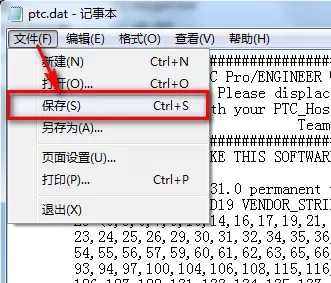 ptc.dat - 记事本
文件(F) 编辑(E) 格式(O) 查看(V) 帮助(H)
新建(N) Ctrl+N
打开(O)... Ctrl+O
保存(S) Ctrl+S
另存为(A)...
页面设置(U)...
打印(P)... Ctrl+P
退出(X)
################
C Pro/ENGINEER
Please displac
th your PTC_Hos
Team
################
KE THIS SOFTWAR
31.0 permanent
D19 VENDOR_STRI
14,16,17,19,21,
23,24,25,26,29,30,31,32,34,35,36
54,55,56,57,59,60,61,62,63,65,66
93,94,97,100,104,106,108,115,116